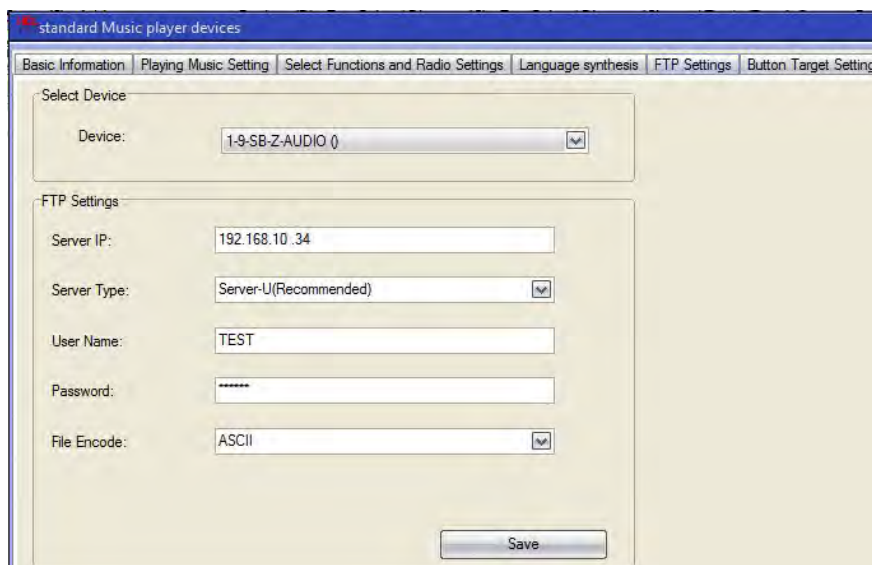 standard Music player devices
Basic Information Playing Music Setting Select Functions and Radio Settings Language synthesis FTP Settings Button Target Setting
Select Device
Device: 1-9-SB-Z-AUDIO ()
FTP Settings
Server IP: 192.168.10 .34
Server Type: Server-U(Recommended)
User Name: TEST
Password: ******
File Encode: ASCII
Save